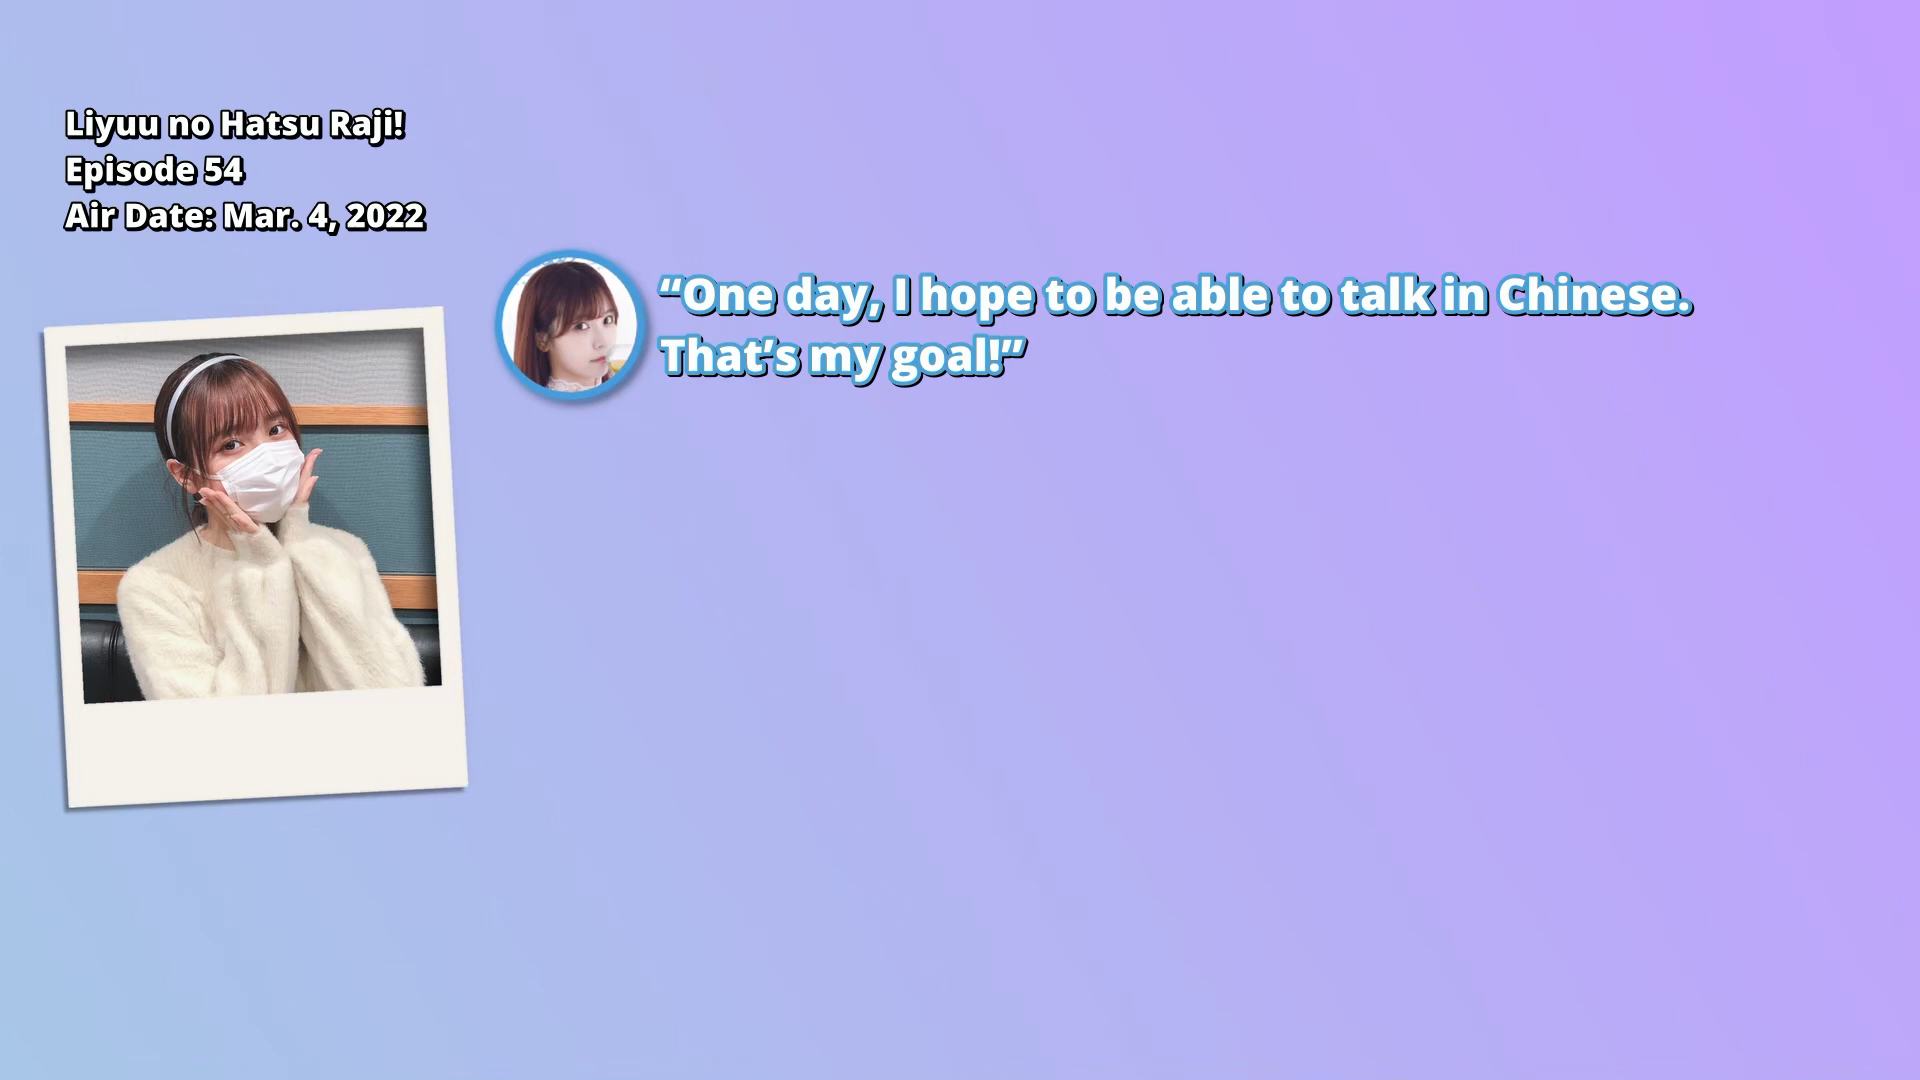 Liyuu no Hatsu Raji!
Episode 54
Air Date: Mar. 4, 2022
“One day, I hope to be able to talk in Chinese.
That’s my goal!”